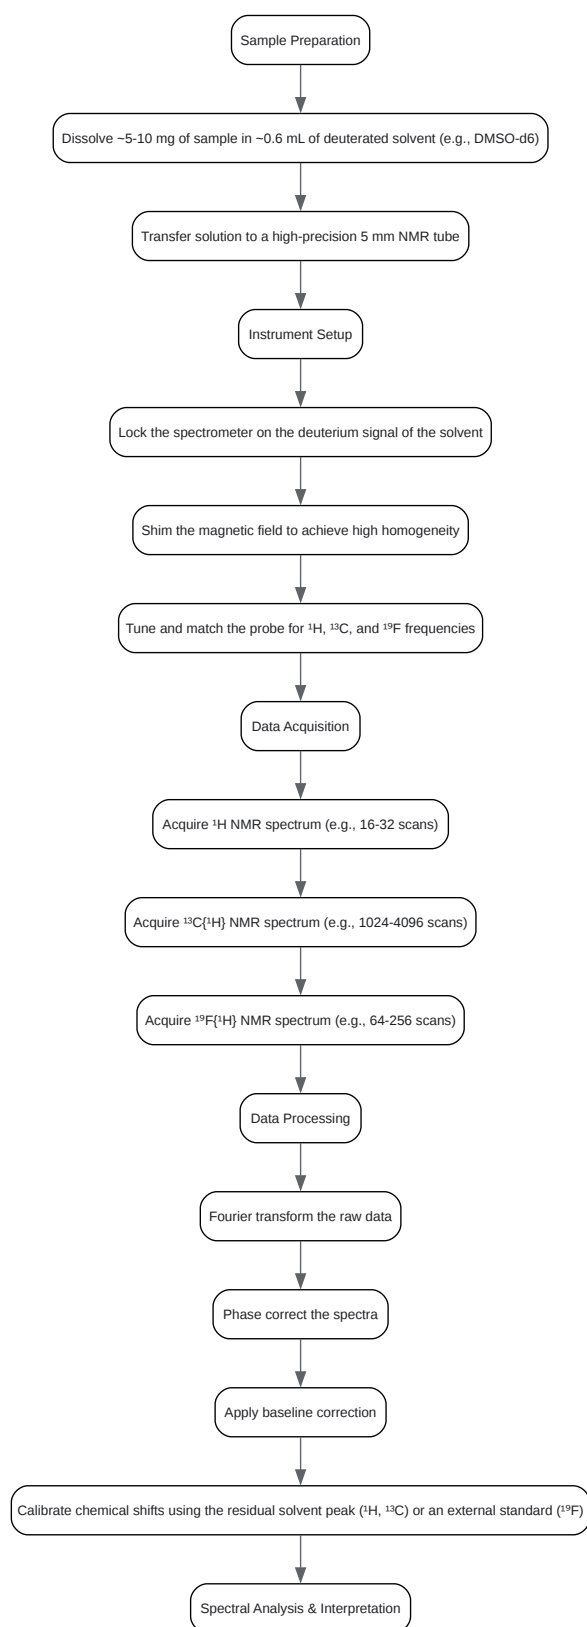 Sample Preparation
Dissolve ~5-10 mg of sample in ~0.6 mL of deuterated solvent (e.g., DMSO-d6)
Transfer solution to a high-precision 5 mm NMR tube
Instrument Setup
Lock the spectrometer on the deuterium signal of the solvent
Shim the magnetic field to achieve high homogeneity
Tune and match the probe for ¹H, ¹³C, and ¹⁹F frequencies
Data Acquisition
Acquire ¹H NMR spectrum (e.g., 16-32 scans)
Acquire ¹³C{¹H} NMR spectrum (e.g., 1024-4096 scans)
Acquire ¹⁹F{¹H} NMR spectrum (e.g., 64-256 scans)
Data Processing
Fourier transform the raw data
Phase correct the spectra
Apply baseline correction
Calibrate chemical shifts using the residual solvent peak (¹H, ¹³C) or an external standard (¹⁹F)
Spectral Analysis & Interpretation